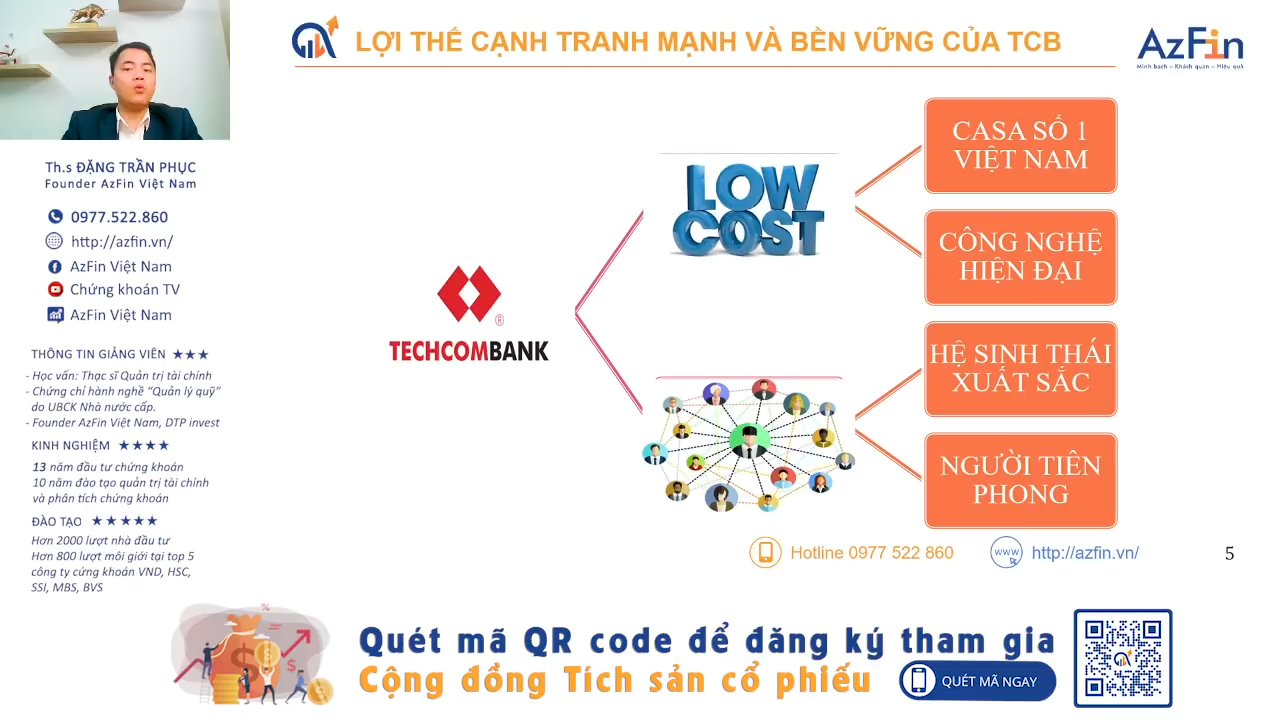 LỢI THẾ CẠNH TRANH MẠNH VÀ BỀN VỮNG CỦA TCB
AzFin
Minh bạch – Khách quan – Hiệu quả
Th.s ĐẶNG TRẦN PHỤC
Founder AzFin Việt Nam
0977.522.860
http://azfin.vn/
AzFin Việt Nam
Chứng khoán TV
AzFin Việt Nam
THÔNG TIN GIẢNG VIÊN ★★★
- Học vấn: Thạc sĩ Quản trị tài chính
- Chứng chỉ hành nghề “Quản lý quỹ”
do UBCK Nhà nước cấp.
- Founder AzFin Việt Nam, DTP invest
KINH NGHIỆM ★★★★
13 năm đầu tư chứng khoán
10 năm đào tạo quản trị tài chính
và phân tích chứng khoán
ĐÀO TẠO ★★★★★
Hơn 2000 lượt nhà đầu tư
Hơn 800 lượt môi giới tại top 5
công ty cứng khoán VND, HSC,
SSI, MBS, BVS
TECHCOMBANK
®
LOW
COST
CASA SỐ 1
VIỆT NAM
CÔNG NGHỆ
HIỆN ĐẠI
HỆ SINH THÁI
XUẤT SẮC
NGƯỜI TIÊN
PHONG
Hotline 0977 522 860
www
http://azfin.vn/
5
Quét mã QR code để đăng ký tham gia
Cộng đồng Tích sản cổ phiếu
QUÉT MÃ NGAY